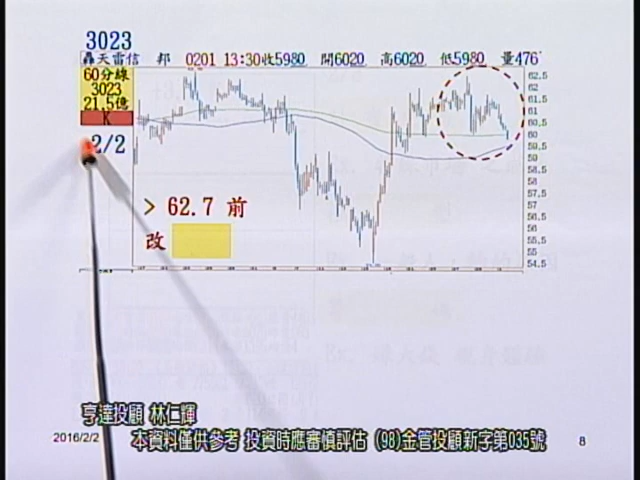 3023
轟天雷信 邦 0201 13:30收5980 開6020 高6020 低5980 量476
60分線
3023
21.5億
K
2/2
62.5
62
61.5
61
60.5
60
59.5
59
58.5
58
57.5
57
56.5
56
55.5
55
54.5
> 62.7 前
改
亨達投顧 林仁輝
2016/2/2 本資料僅供參考 投資時應審慎評估 (98)金管投顧新字第035號 8